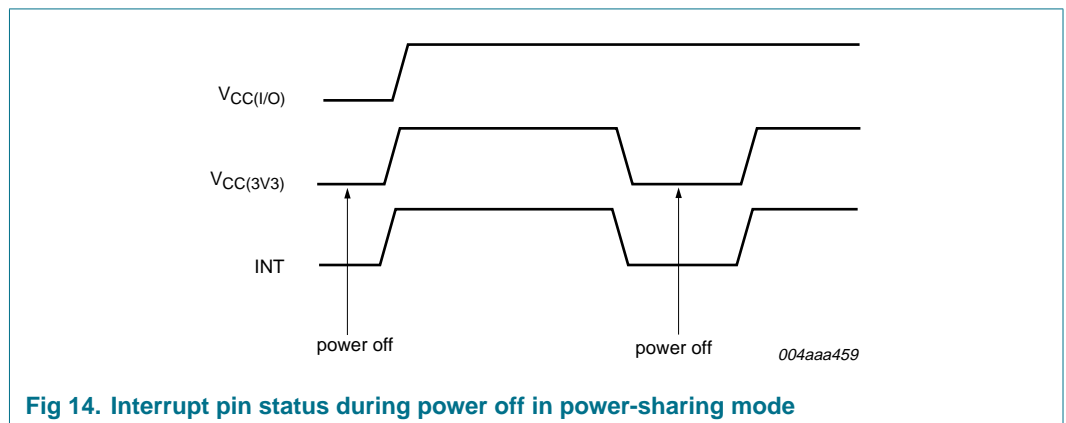 VCC(I/O)
VCC(3V3)
INT
power off
power off
004aaa459
Fig 14. Interrupt pin status during power off in power-sharing mode